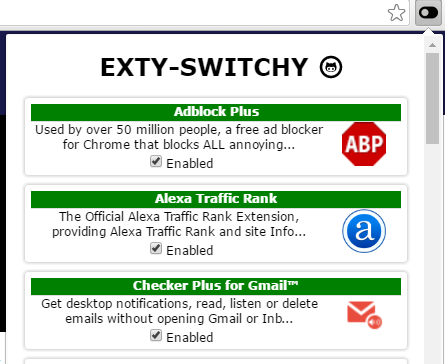 EXTY-SWITCHY
Adblock Plus
Used by over 50 million people, a free ad blocker
for Chrome that blocks ALL annoying...
Enabled
ABP
Alexa Traffic Rank
The Official Alexa Traffic Rank Extension,
providing Alexa Traffic Rank and site Info...
Enabled
a
Checker Plus for Gmail™
Get desktop notifications, read, listen or delete
emails without opening Gmail or Inb...
Enabled